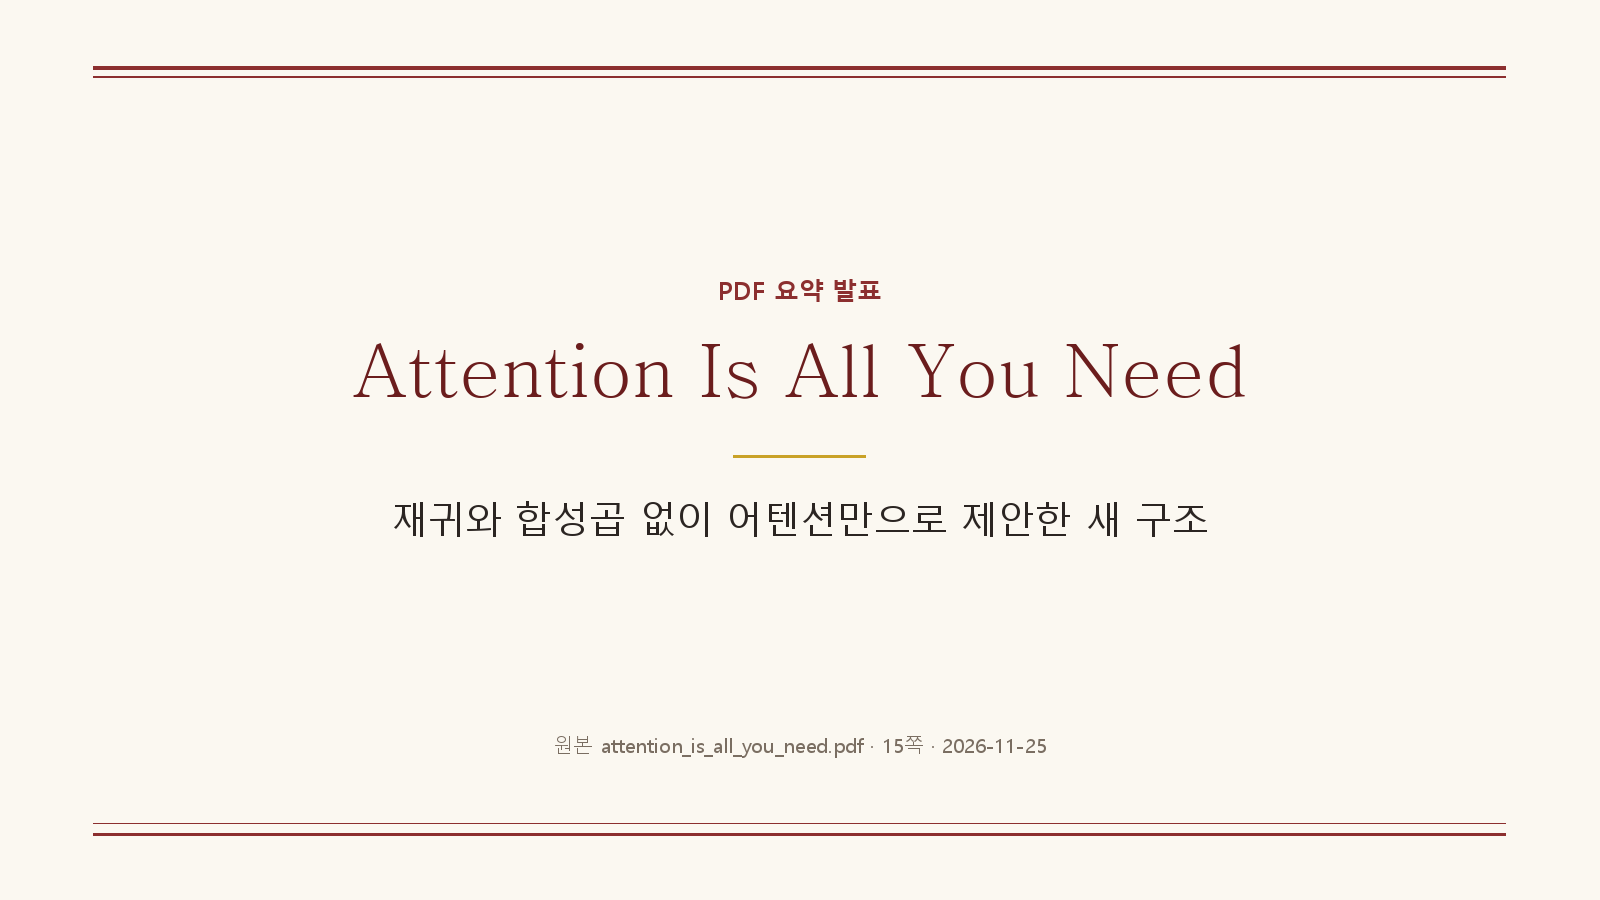 PDF 요약 발표
Attention Is All You Need
재귀와 합성곱 없이 어텐션만으로 제안한 새 구조
원본 attention_is_all_you_need.pdf · 15쪽 · 2026-11-25